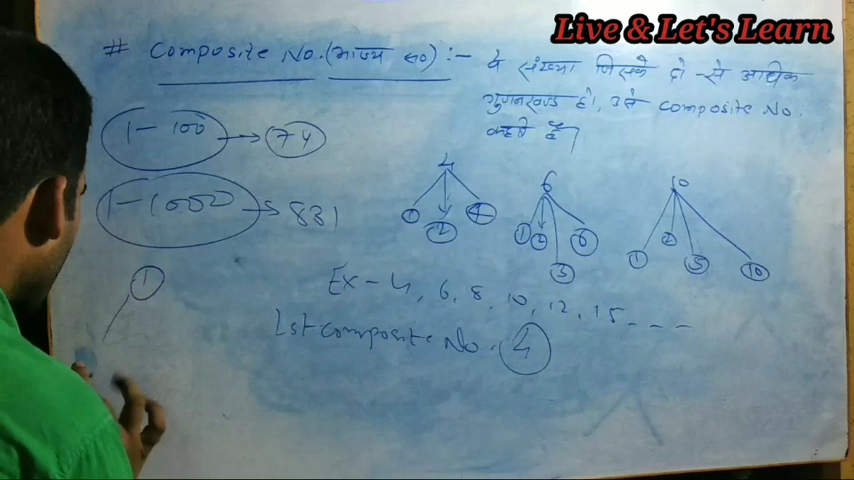 Live & Let's Learn
# Composite No. (भाज्य सं०) :- वे संख्या जिसके दो से अधिक
गुणनखण्ड हो, उसे Composite No.
कहते हैं।
1 - 100 → 74
1 - 1000 → 831
4
1 2 4
6
1 2 3 6
10
1 2 5 10
1
Ex - 4, 6, 8, 10, 12, 15 - - -
1st composite No. 4